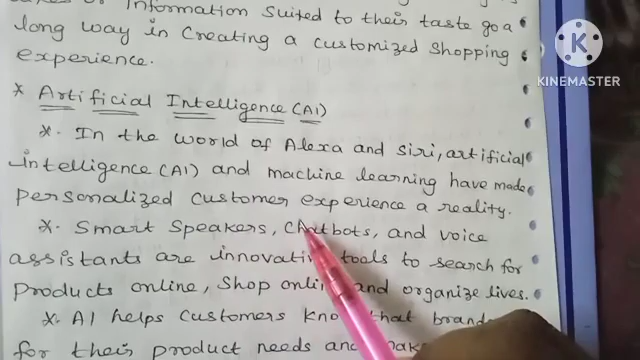 of Information suited to their taste go a
long way in Creating a customized shopping
experience.
KINEMASTER
* Artificial Intelligence (AI)
*. In the world of Alexa and Siri, artificial
intelligence (AI) and machine learning have made
personalized customer experience a reality.
*. Smart Speakers, Chatbots, and voice
assistants are innovative tools to search for
Products online, Shop online and organize lives.
*. AI helps customers know that
for their product needs and